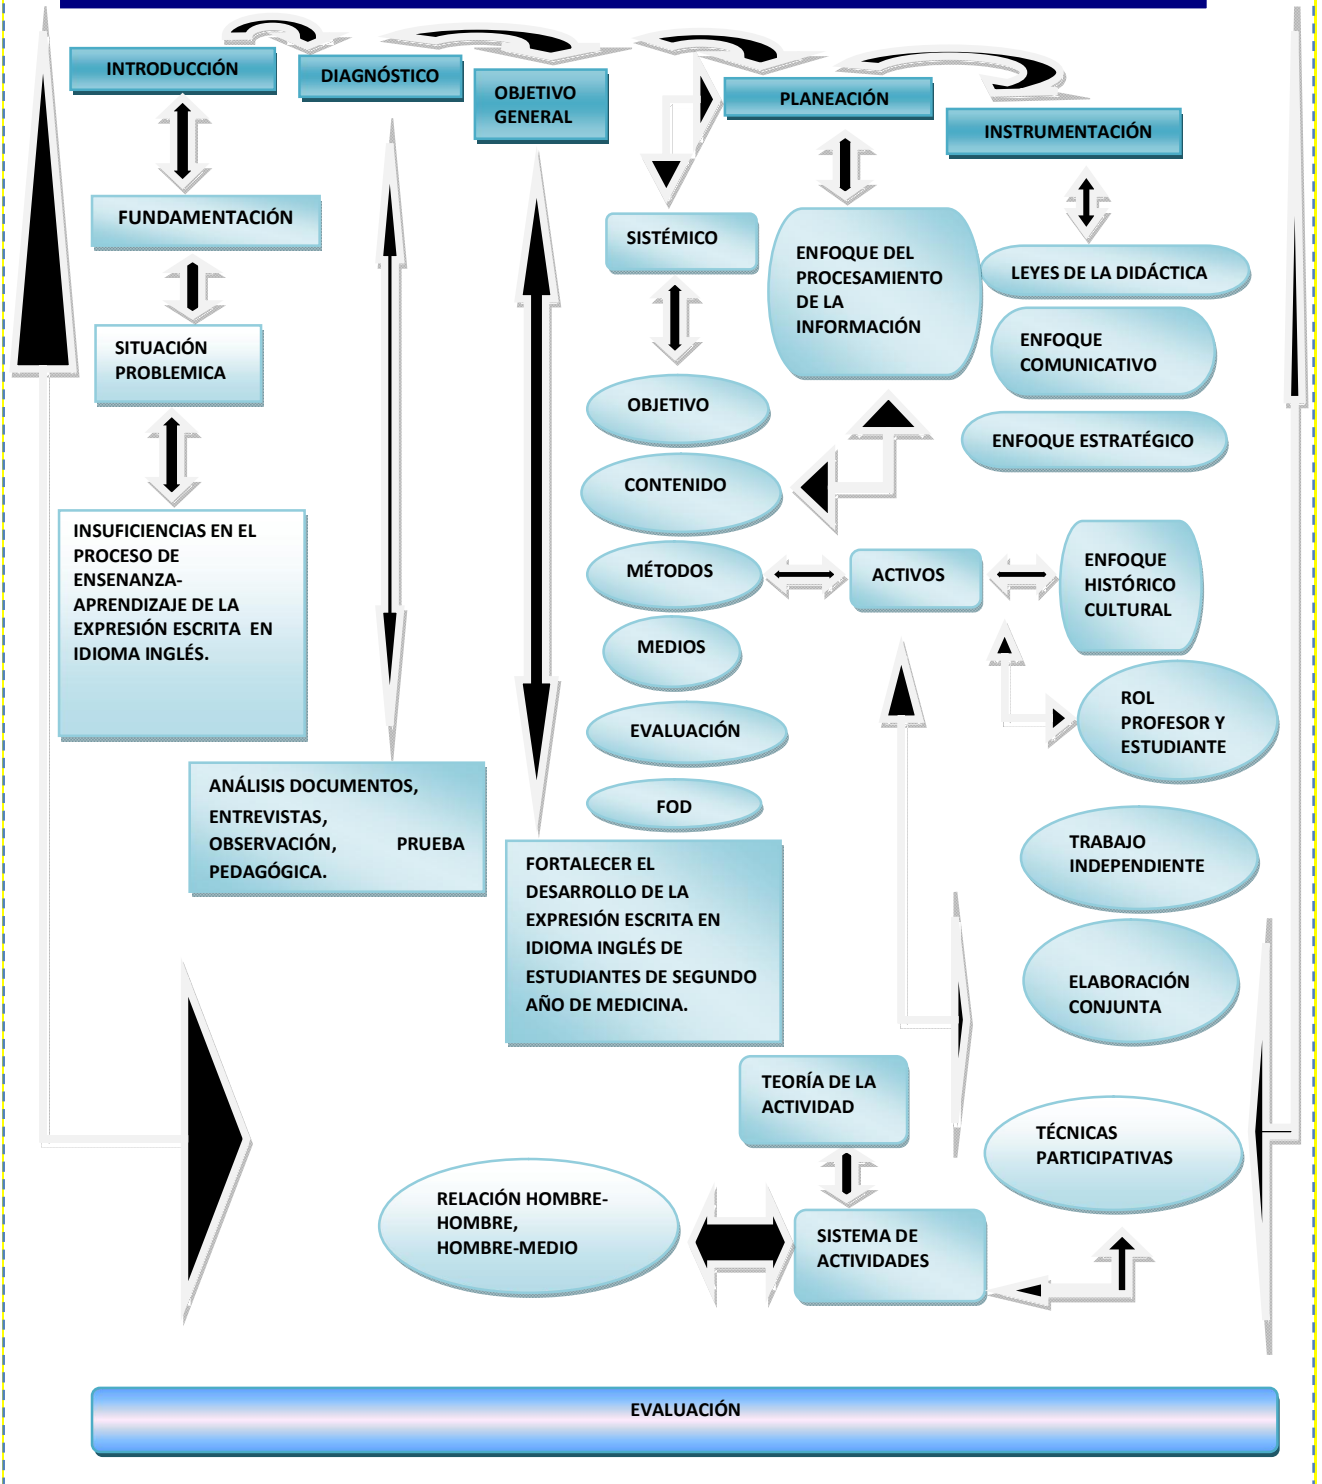 INTRODUCCIÓN
DIAGNÓSTICO
OBJETIVO
GENERAL
PLANEACIÓN
INSTRUMENTACIÓN
FUNDAMENTACIÓN
SITUACIÓN
PROBLEMICA
INSUFICIENCIAS EN EL
PROCESO DE
ENSENANZA-
APRENDIZAJE DE LA
EXPRESIÓN ESCRITA EN
IDIOMA INGLÉS.
ANÁLISIS DOCUMENTOS,
ENTREVISTAS,
OBSERVACIÓN, PRUEBA
PEDAGÓGICA.
FORTALECER EL
DESARROLLO DE LA
EXPRESIÓN ESCRITA EN
IDIOMA INGLÉS DE
ESTUDIANTES DE SEGUNDO
AÑO DE MEDICINA.
SISTÉMICO
OBJETIVO
CONTENIDO
MÉTODOS
MEDIOS
EVALUACIÓN
FOD
ENFOQUE DEL
PROCESAMIENTO
DE LA
INFORMACIÓN
LEYES DE LA DIDÁCTICA
ENFOQUE
COMUNICATIVO
ENFOQUE ESTRATÉGICO
ACTIVOS
ENFOQUE
HISTÓRICO
CULTURAL
ROL
PROFESOR Y
ESTUDIANTE
TRABAJO
INDEPENDIENTE
ELABORACIÓN
CONJUNTA
TÉCNICAS
PARTICIPATIVAS
TEORÍA DE LA
ACTIVIDAD
SISTEMA DE
ACTIVIDADES
RELACIÓN HOMBRE-
HOMBRE,
HOMBRE-MEDIO
EVALUACIÓN